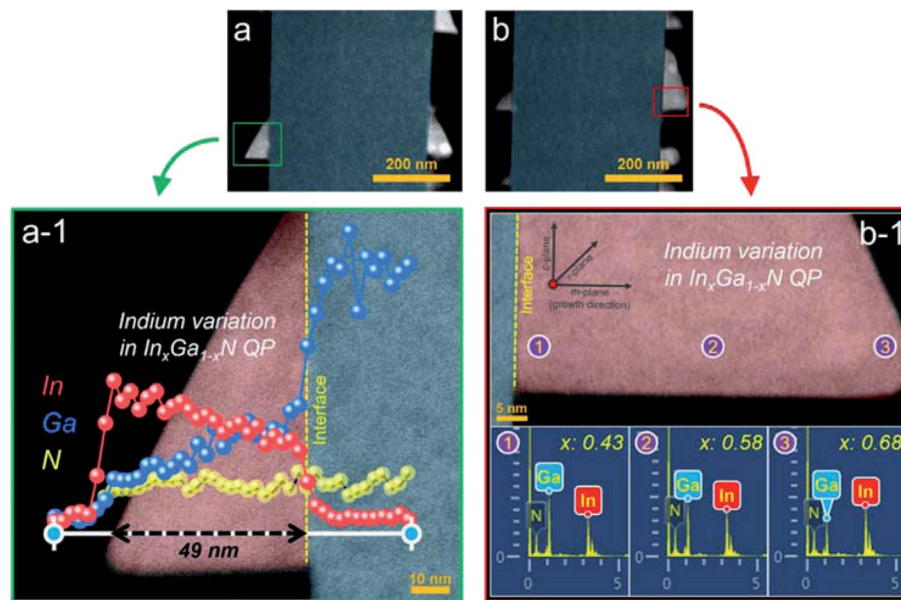 a
200 nm
b
200 nm
a-1
Indium variation
in InₓGa₁₋ₓN QP
In
Ga
N
Interface
49 nm
10 nm
b-1
Indium variation
in InₓGa₁₋ₓN QP
c-plane
r-plane
m-plane
(growth direction)
Interface
1
2
3
5 nm
1
x: 0.43
Ga
In
N
0
0
5
2
x: 0.58
Ga
In
N
0
0
5
3
x: 0.68
Ga
In
N
0
0
5